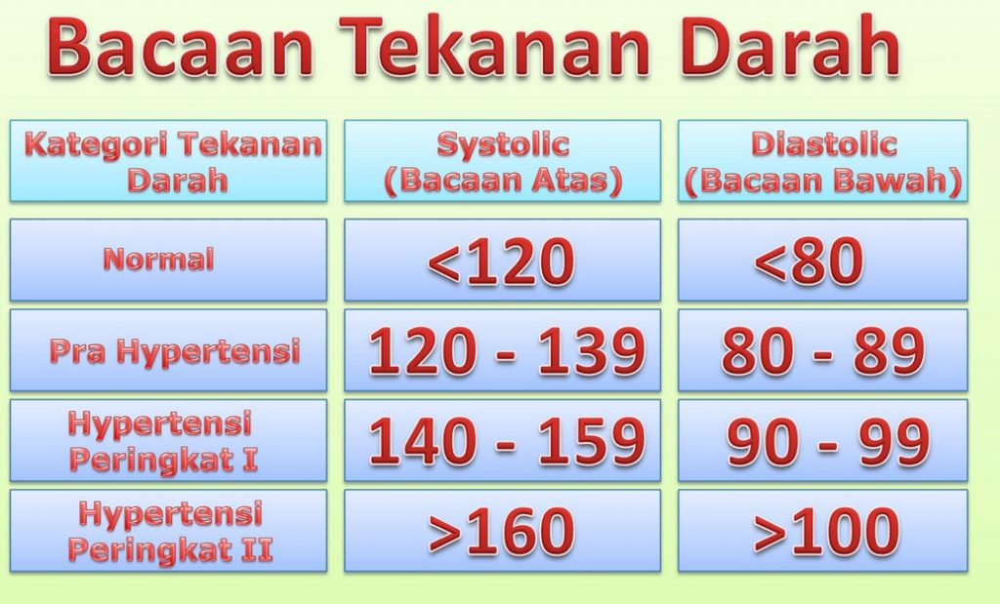 Bacaan Tekanan Darah
Kategori Tekanan
Darah
Systolic
(Bacaan Atas)
Diastolic
(Bacaan Bawah)
Normal
<120
<80
Pra Hypertensi
120 - 139
80 - 89
Hypertensi
Peringkat I
140 - 159
90 - 99
Hypertensi
Peringkat II
>160
>100